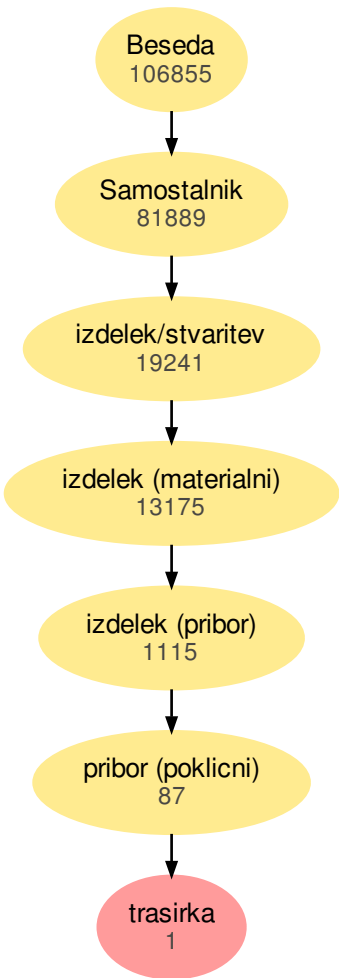 Beseda
106855
Samostalnik
81889
izdelek/stvaritev
19241
izdelek (materialni)
13175
izdelek (pribor)
1115
pribor (poklicni)
87
trasirka
1